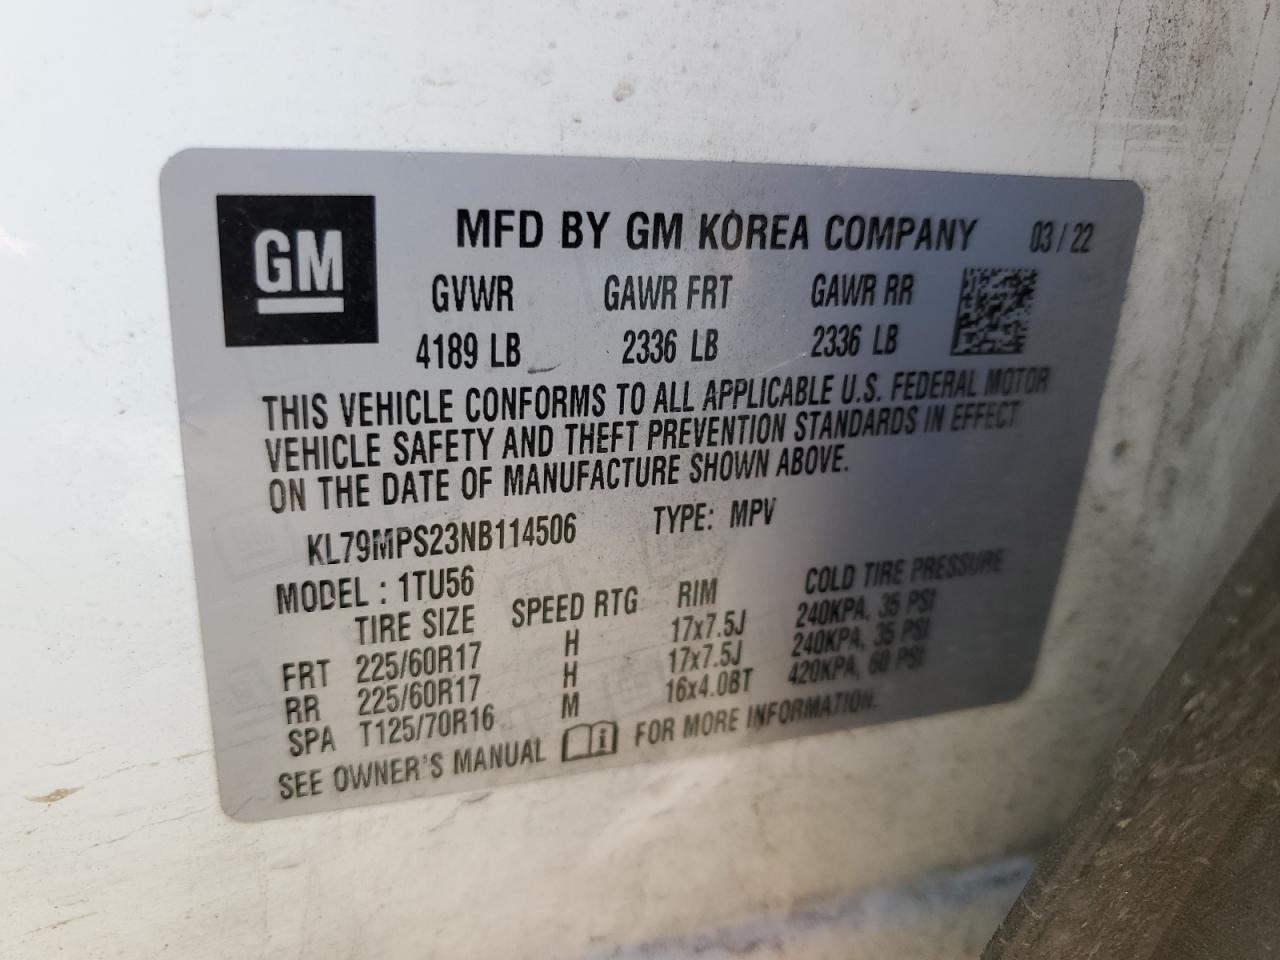 GM
MFD BY GM KOREA COMPANY 03/22
GVWR GAWR FRT GAWR RR
4189 LB 2336 LB 2336 LB
THIS VEHICLE CONFORMS TO ALL APPLICABLE U.S. FEDERAL MOTOR
VEHICLE SAFETY AND THEFT PREVENTION STANDARDS IN EFFECT
ON THE DATE OF MANUFACTURE SHOWN ABOVE.
KL79MPS23NB114506 TYPE: MPV
MODEL : 1TU56
TIRE SIZE SPEED RTG RIM COLD TIRE PRESSURE
FRT 225/60R17 H 17x7.5J 240KPA, 35 PSI
RR 225/60R17 H 17x7.5J 240KPA, 35 PSI
SPA T125/70R16 M 16x4.0BT 420KPA, 60 PSI
SEE OWNER'S MANUAL i FOR MORE INFORMATION.